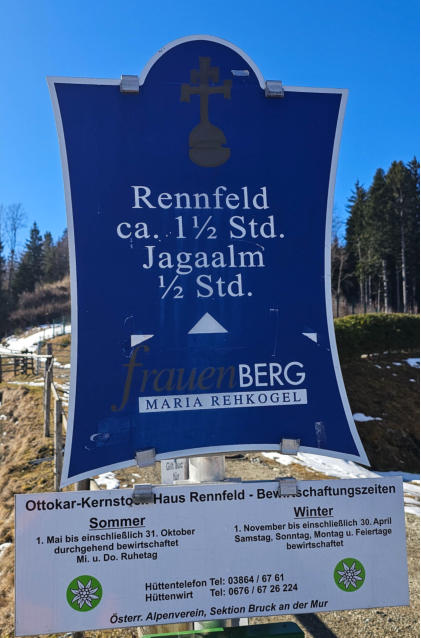 Rennfeld
ca. 1½ Std.
Jagaalm
½ Std.
frauenBERG
MARIA REHKOGEL
Ottokar-Kernstock Haus Rennfeld - Bewirtschaftungszeiten
Sommer
1. Mai bis einschließlich 31. Oktober
durchgehend bewirtschaftet
Mi. u. Do. Ruhetag
Winter
1. November bis einschließlich 30. April
Samstag, Sonntag, Montag u. Feiertage
bewirtschaftet
Hüttentelefon Tel: 03864 / 67 61
Hüttenwirt Tel: 0676 / 67 26 224
Österr. Alpenverein, Sektion Bruck an der Mur